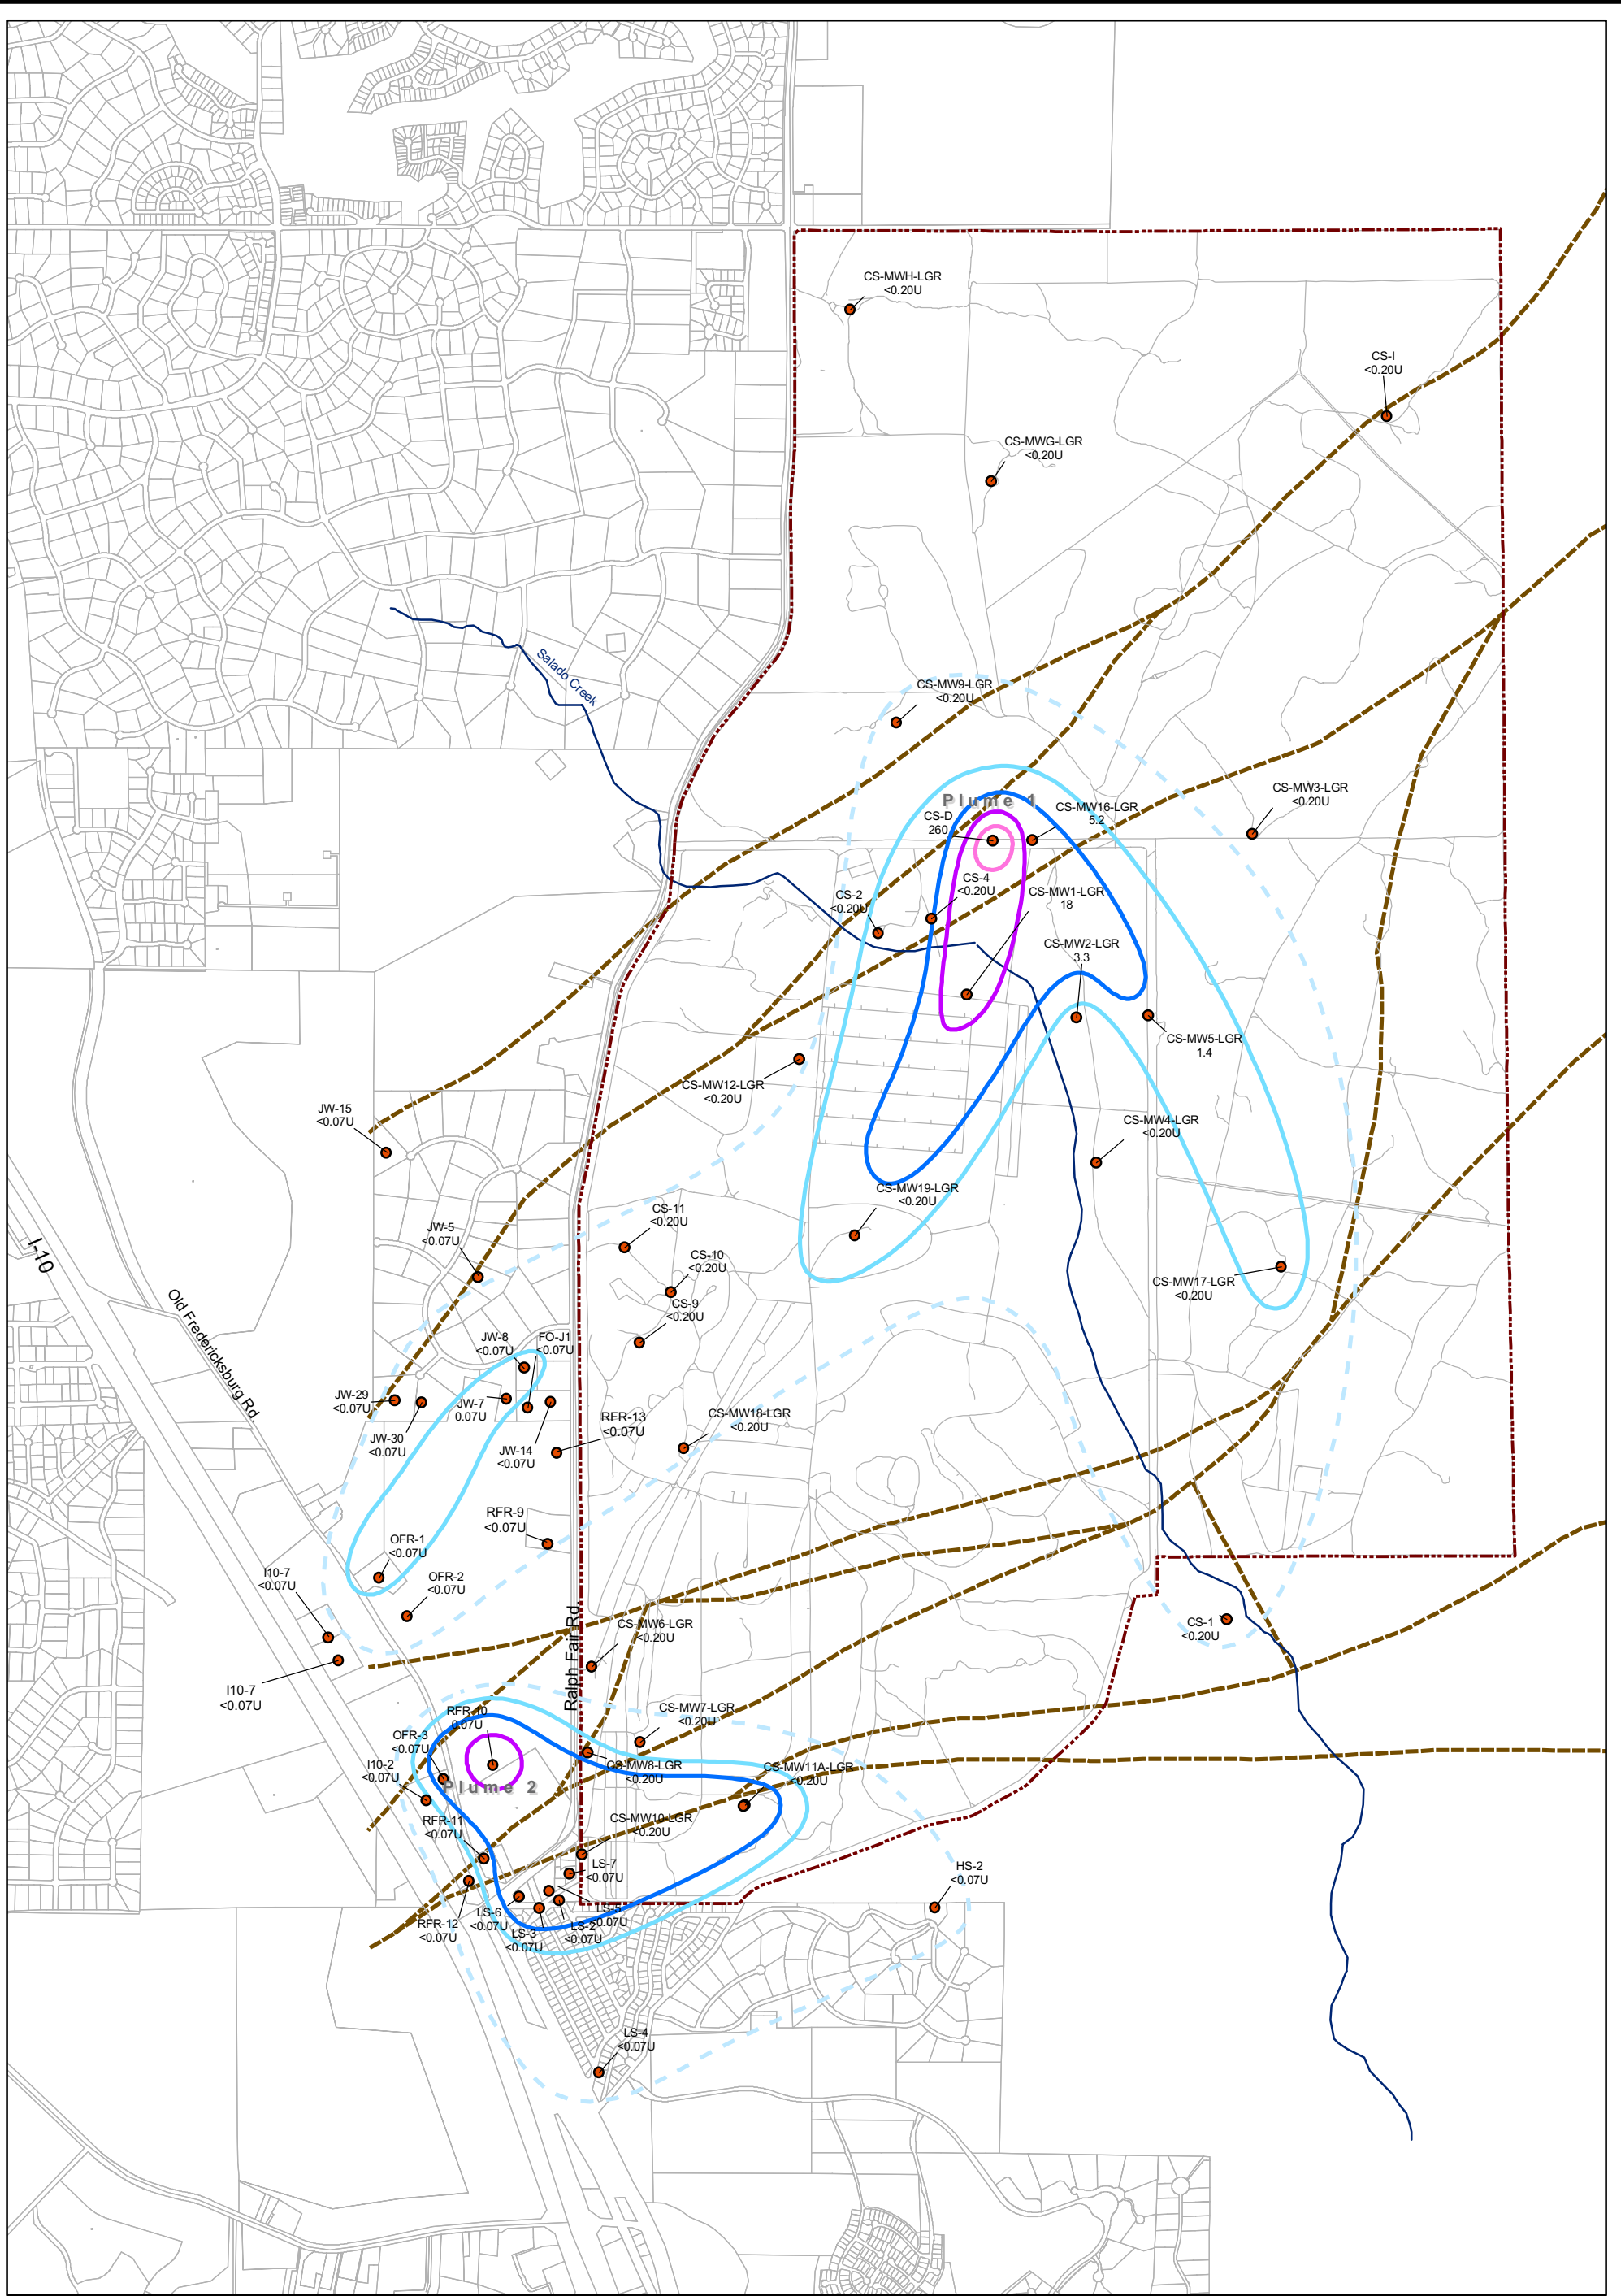 CS-MWH-LGR
<0.20U
CS-I
<0.20U
CS-MWG-LGR
<0.20U
Salado Creek
CS-MW9-LGR
<0.20U
CS-MW3-LGR
<0.20U
Plume 1
CS-MW16-LGR
5.2
CS-D
260
CS-4
<0.20U
CS-2
<0.20U
CS-MW1-LGR
18
CS-MW2-LGR
3.3
CS-MW5-LGR
1.4
CS-MW12-LGR
<0.20U
JW-15
<0.07U
CS-MW4-LGR
<0.20U
CS-MW19-LGR
<0.20U
CS-11
<0.20U
JW-5
<0.07U
I-10
CS-10
<0.20U
CS-MW17-LGR
<0.20U
CS-9
<0.20U
Old Fredericksburg Rd.
JW-8
<0.07U
FO-J1
<0.07U
JW-29
<0.07U
JW-7
0.07U
JW-30
<0.07U
JW-14
<0.07U
RFR-13
<0.07U
CS-MW18-LGR
<0.20U
RFR-9
<0.07U
OFR-1
<0.07U
I10-7
<0.07U
OFR-2
<0.07U
CS-1
<0.20U
CS-MW6-LGR
<0.20U
Ralph Fair Rd.
I10-7
<0.07U
CS-MW7-LGR
<0.20U
RFR-10
0.07U
OFR-3
<0.07U
I10-2
<0.07U
CS-MW8-LGR
<0.20U
CS-MW11A-LGR
<0.20U
Plume 2
RFR-11
<0.07U
CS-MW10-LGR
<0.20U
LS-7
<0.07U
HS-2
<0.07U
RFR-12
<0.07U
LS-6
<0.07U
LS-5
<0.07U
LS-3
<0.07U
LS-2
<0.07U
LS-4
<0.07U